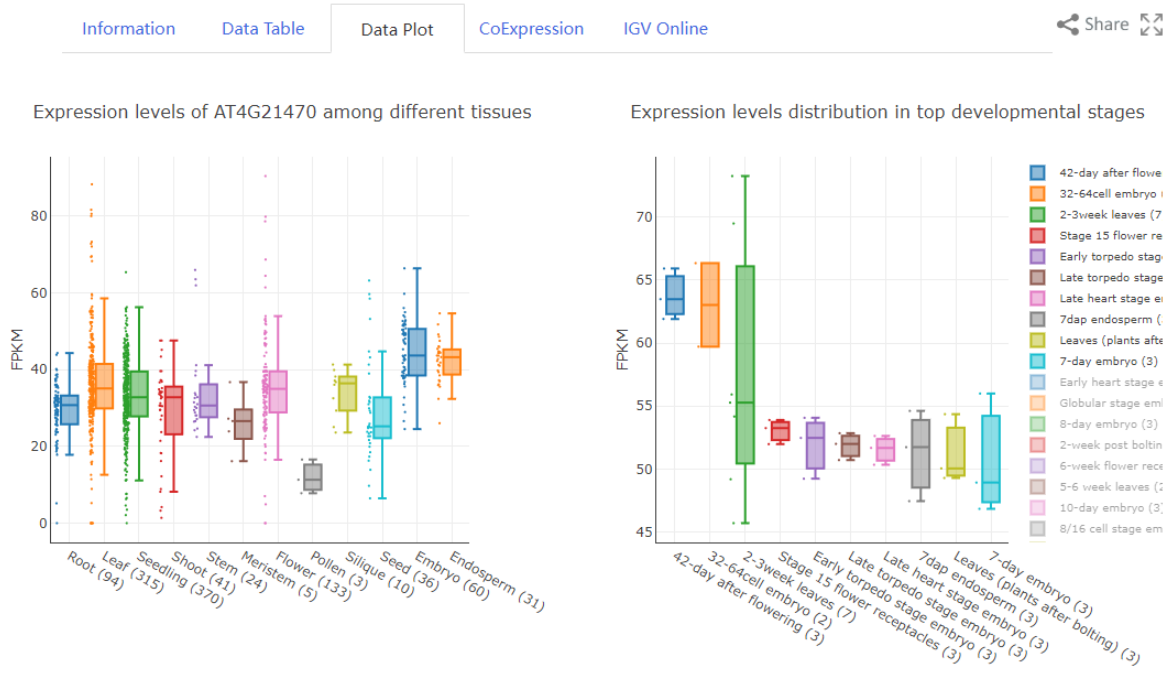 Information Data Table Data Plot CoExpression IGV Online Share
Expression levels of AT4G21470 among different tissues
FPKM
80
60
40
20
0
Root (94)
Leaf (315)
Seedling (370)
Shoot (41)
Stem (24)
Meristem (5)
Flower (133)
Pollen (3)
Silique (10)
Seed (36)
Embryo (60)
Endosperm (31)
Expression levels distribution in top developmental stages
FPKM
70
65
60
55
50
45
42-day after flowering (3)
32-64cell embryo (2)
2-3week leaves (7)
Stage 15 flower receptacles (3)
Early torpedo stage embryo (3)
Late torpedo stage embryo (3)
Late heart stage embryo (3)
7dap endosperm (3)
Leaves (plants after bolting) (3)
7-day embryo (3)
42-day after flowe
32-64cell embryo (
2-3week leaves (7
Stage 15 flower re
Early torpedo stage
Late torpedo stage
Late heart stage e
7dap endosperm (
Leaves (plants afte
7-day embryo (3)
Early heart stage e
Globular stage em
8-day embryo (3)
2-week post boltin
6-week flower rece
5-6 week leaves (2
10-day embryo (3)
8/16 cell stage em